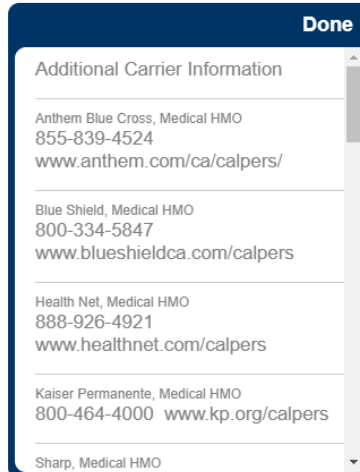 Done
Additional Carrier Information
Anthem Blue Cross, Medical HMO
855-839-4524
www.anthem.com/ca/calpers/
Blue Shield, Medical HMO
800-334-5847
www.blueshieldca.com/calpers
Health Net, Medical HMO
888-926-4921
www.healthnet.com/calpers
Kaiser Permanente, Medical HMO
800-464-4000 www.kp.org/calpers
Sharp, Medical HMO